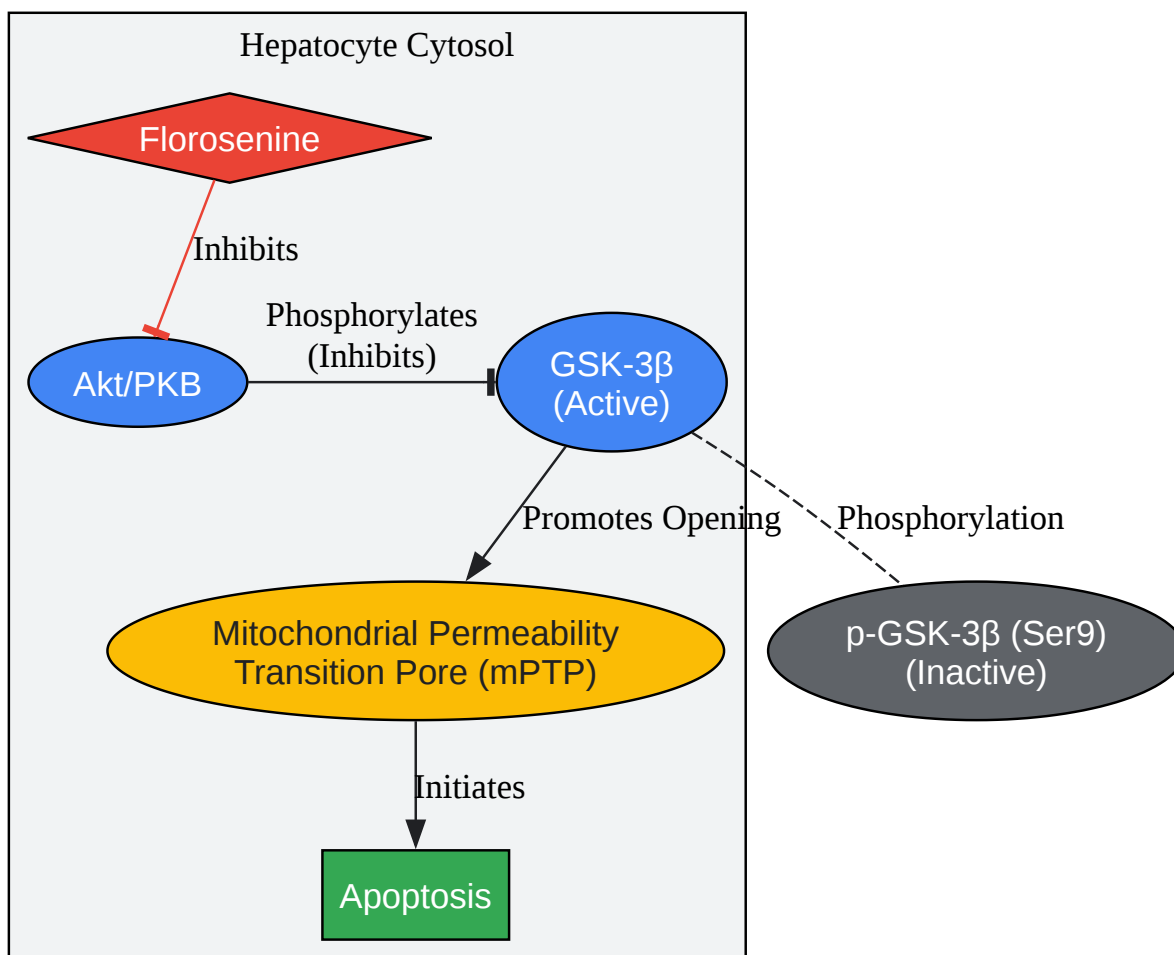 Hepatocyte Cytosol
Florosenine
Inhibits
Phosphorylates
(Inhibits)
Akt/PKB
GSK-3β
(Active)
Promotes Opening
Phosphorylation
Mitochondrial Permeability
Transition Pore (mPTP)
p-GSK-3β (Ser9)
(Inactive)
Initiates
Apoptosis